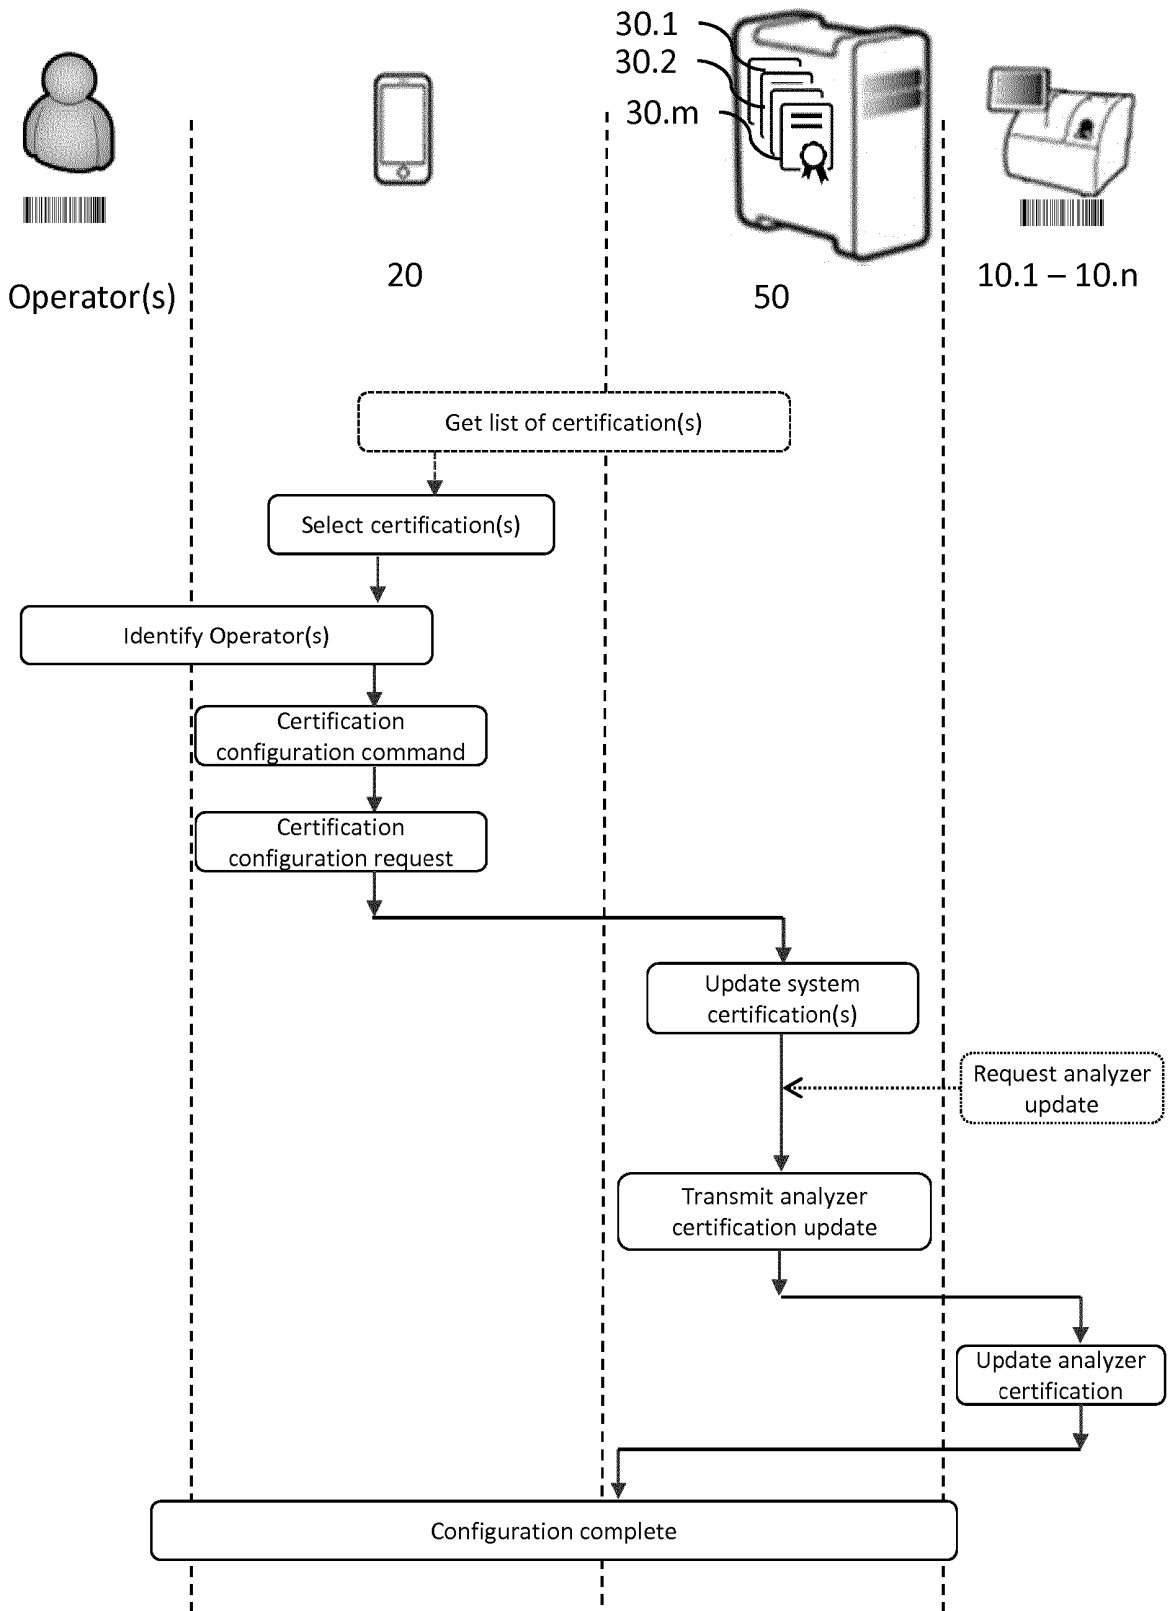 30.1
30.2
30.m
Operator(s)
20
50
10.1 – 10.n
Get list of certification(s)
Select certification(s)
Identify Operator(s)
Certification
configuration command
Certification
configuration request
Update system
certification(s)
Request analyzer
update
Transmit analyzer
certification update
Update analyzer
certification
Configuration complete